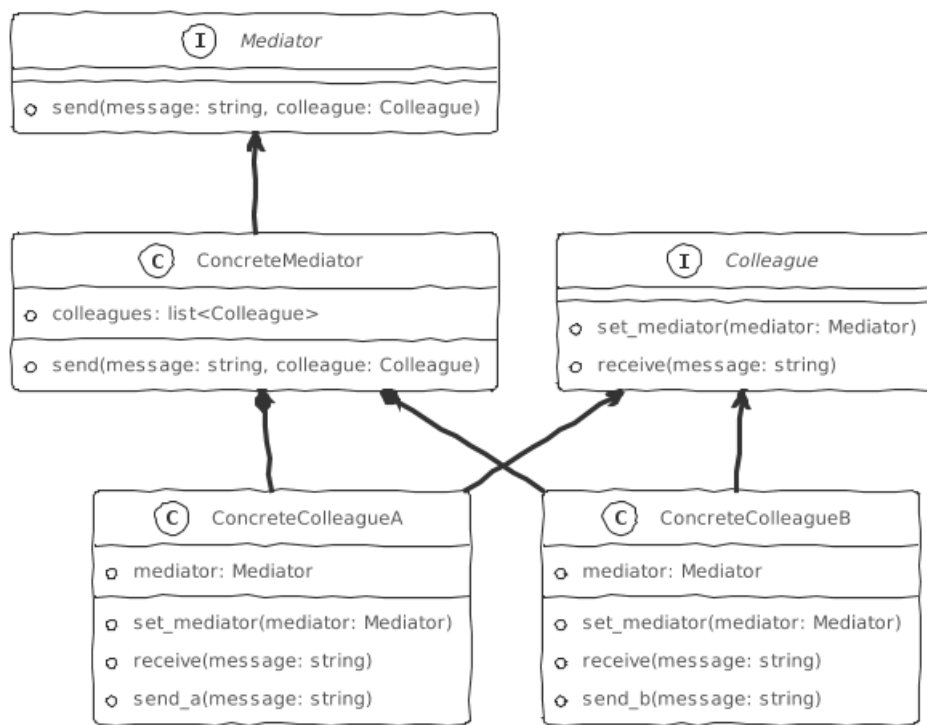 I Mediator
send(message: string, colleague: Colleague)
C ConcreteMediator
colleagues: list<Colleague>
send(message: string, colleague: Colleague)
I Colleague
set_mediator(mediator: Mediator)
receive(message: string)
C ConcreteColleagueA
mediator: Mediator
set_mediator(mediator: Mediator)
receive(message: string)
send_a(message: string)
C ConcreteColleagueB
mediator: Mediator
set_mediator(mediator: Mediator)
receive(message: string)
send_b(message: string)